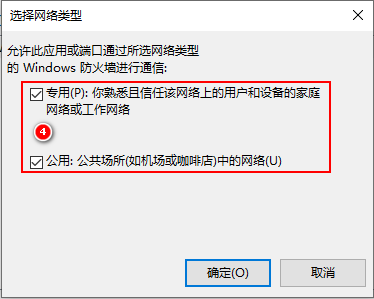 选择网络类型
允许此应用或端口通过所选网络类型
的 Windows 防火墙进行通信:
专用(P): 你熟悉且信任该网络上的用户和设备的家庭
网络或工作网络
4
公用: 公共场所(如机场或咖啡店)中的网络(U)
确定(O)
取消